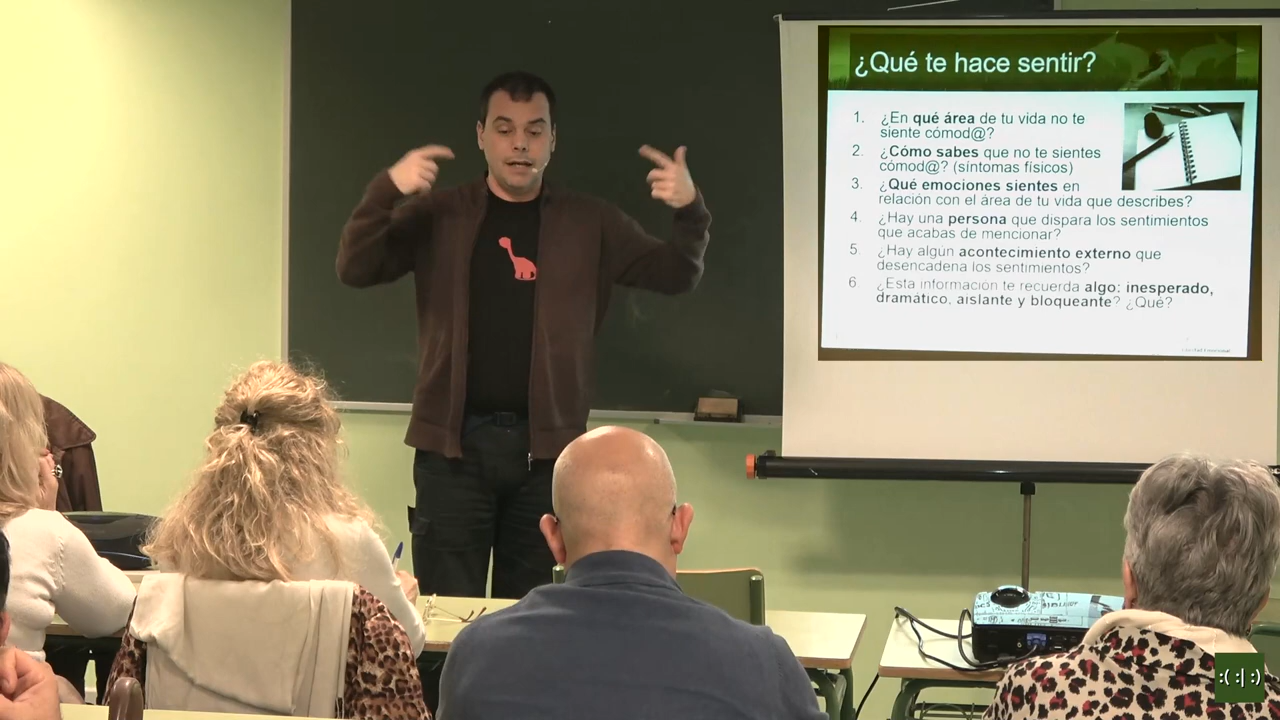 ¿Qué te hace sentir?
1. ¿En qué área de tu vida no te
siente cómod@?
2. ¿Cómo sabes que no te sientes
cómod@? (síntomas físicos)
3. ¿Qué emociones sientes en
relación con el área de tu vida que describes?
4. ¿Hay una persona que dispara los sentimientos
que acabas de mencionar?
5. ¿Hay algún acontecimiento externo que
desencadena los sentimientos?
6 ¿Esta información te recuerda algo: inesperado,
dramático, aislante y bloqueante? ¿Qué?
:( :| :)